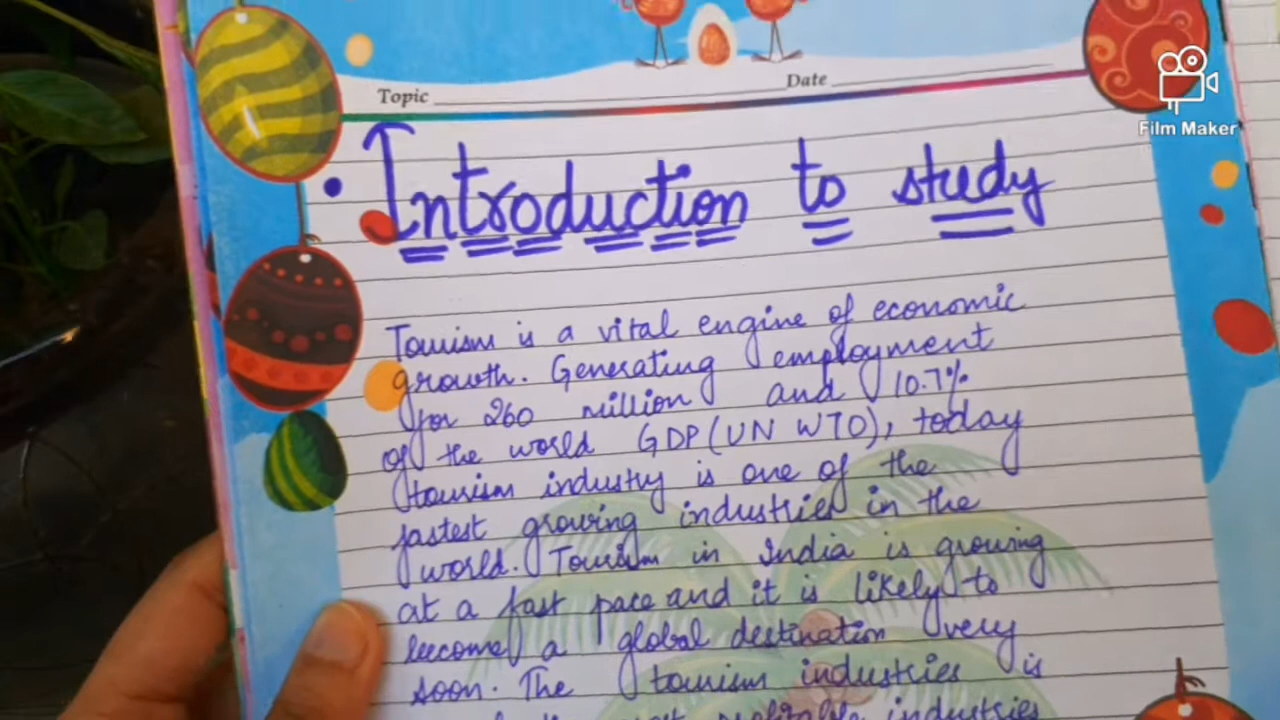 Topic
Date
Film Maker
• Introduction to study
Tourism is a vital engine of economic
growth. Generating employment
for 260 million and 10.7%
of the world GDP (UN WTO), today
tourism industry is one of the
fastest growing industries in the
world. Tourism in India is growing
at a fast pace and it is likely to
become a global destination very
soon. The tourism industries is
most profitable industries